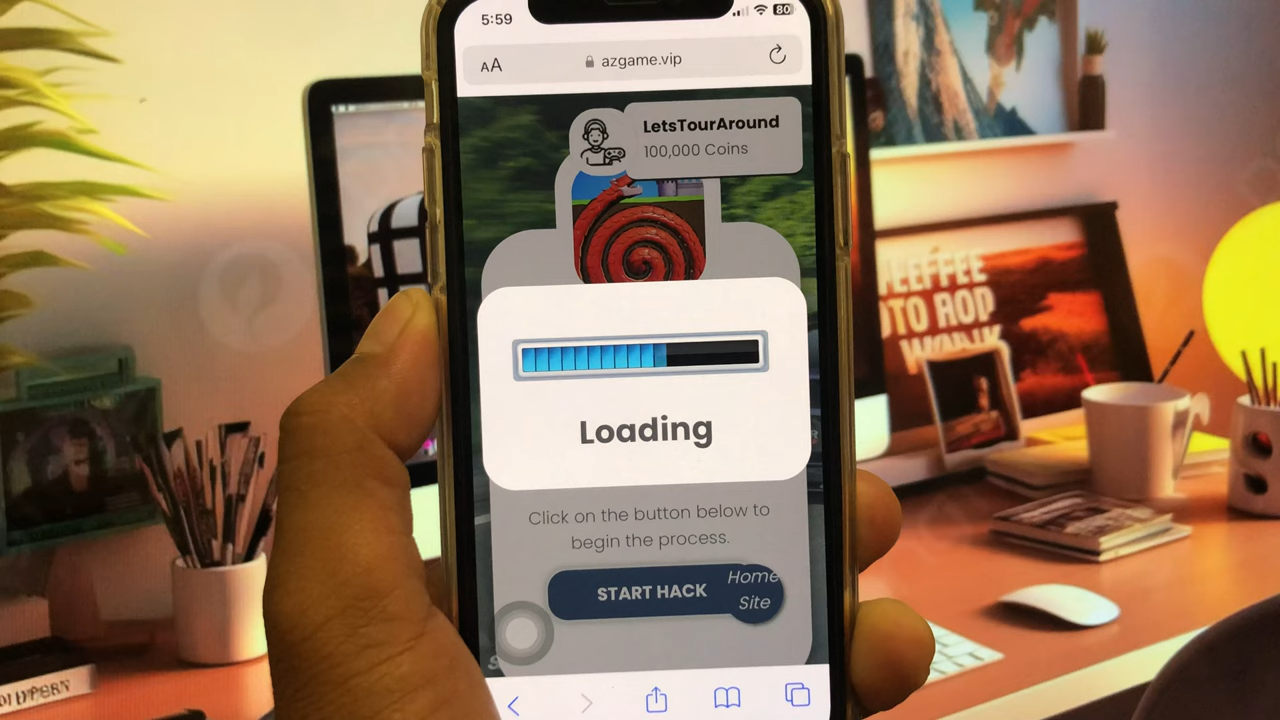 5:59
80
AA
azgame.vip
LetsTourAround
100,000 Coins
Loading
Click on the button below to
begin the process.
START HACK
Home
Site